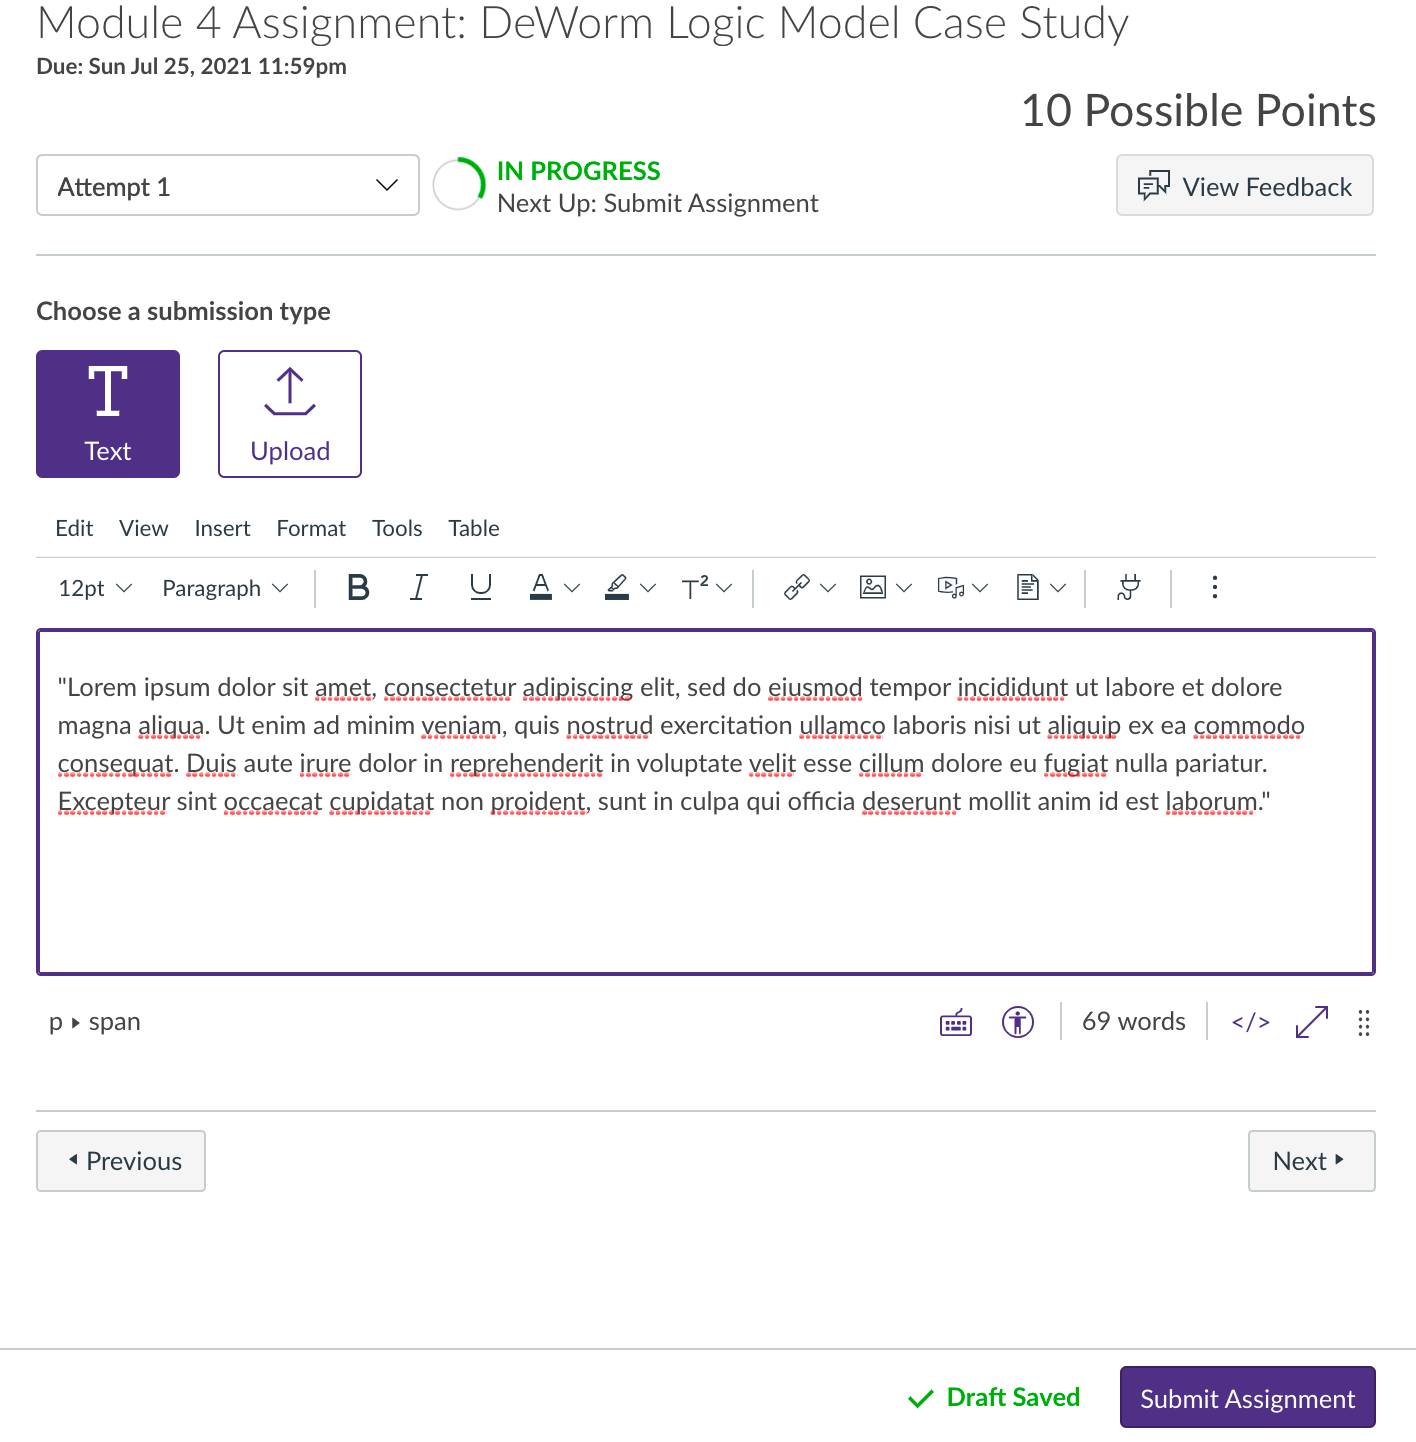 Module 4 Assignment: DeWorm Logic Model Case Study
Due: Sun Jul 25, 2021 11:59pm
10 Possible Points
Attempt 1
IN PROGRESS
Next Up: Submit Assignment
View Feedback
Choose a submission type
T
Text
Upload
Edit View Insert Format Tools Table
12pt Paragraph B I U A T²
"Lorem ipsum dolor sit amet, consectetur adipiscing elit, sed do eiusmod tempor incididunt ut labore et dolore
magna aliqua. Ut enim ad minim veniam, quis nostrud exercitation ullamco laboris nisi ut aliquip ex ea commodo
consequat. Duis aute irure dolor in reprehenderit in voluptate velit esse cillum dolore eu fugiat nulla pariatur.
Excepteur sint occaecat cupidatat non proident, sunt in culpa qui officia deserunt mollit anim id est laborum."
p ▸ span 69 words </>
Previous
Next
Draft Saved
Submit Assignment